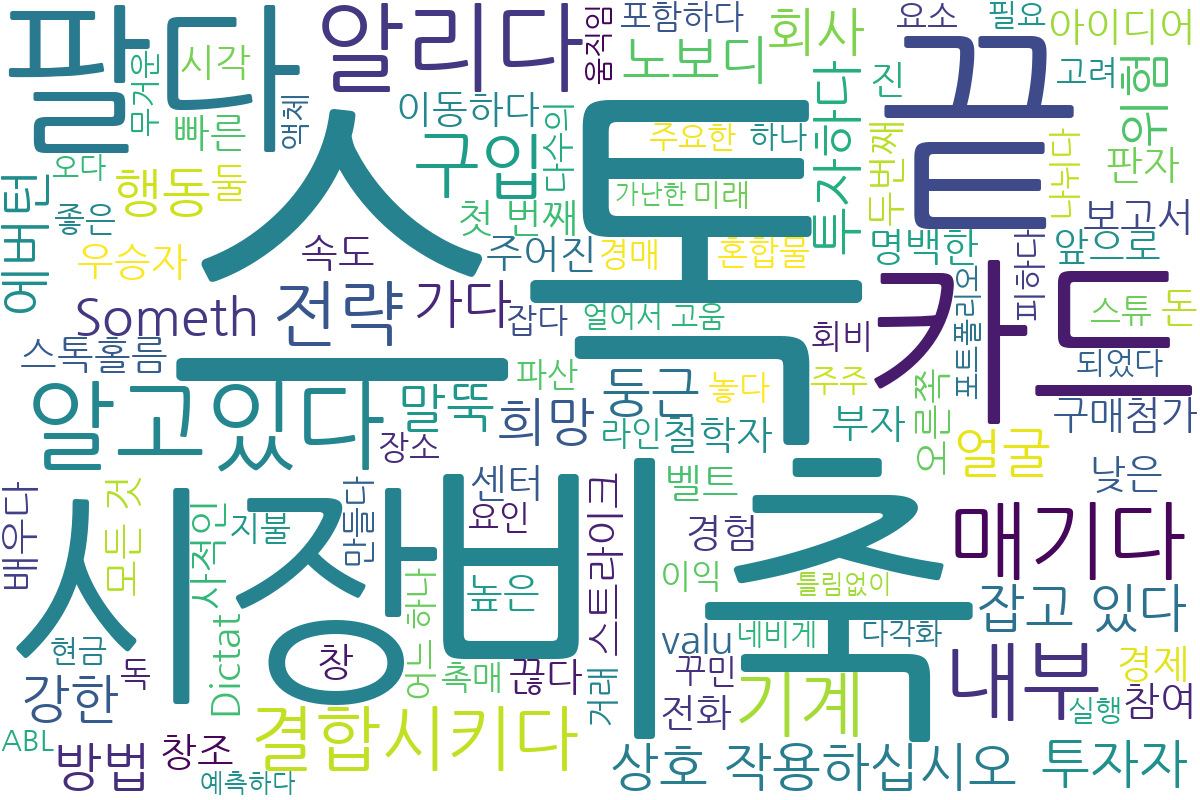 팔다
알리다
스톡
끝
시장
비축
카드
포함하다
회사
요소
필요
아이디어
움직임
노보디
시각
무거운
액체
빠른
이동하다
다수의
구입
주요한
하나
투자하다
진
고려
위험
판자
두번째
나누다
보고서
오다
행동
둘
좋은
에버턴
첫 번째
가난한
미래
우승자
속도
주어진
경매
혼합물
명백한
앞으로
피하다
Someth
전략
가다
잡다
얼어서 고움
회비
포트폴리오
스튜
돈
스톡홀름
파산
되었다
알고있다
말뚝
희망
둥근
놓다
주주
구매첨가
장소
라인
철학자
부자
오른쪽
얼굴
낮은
배우다
모든 것
사적인
지불
만들다
센터
요인
스트라이크
벨트
경험
매기다
이익
틀림없이
높은
어느 하나
잡고 있다
Dictat
현금
독
창
촉매
끊다
거래
valu
네비게
다각화
꾸민
내부
경제
강한
결합시키다
전화
기계
실행
참여
ABL
방법
창조
예측하다
상호 작용하십시오
투자자